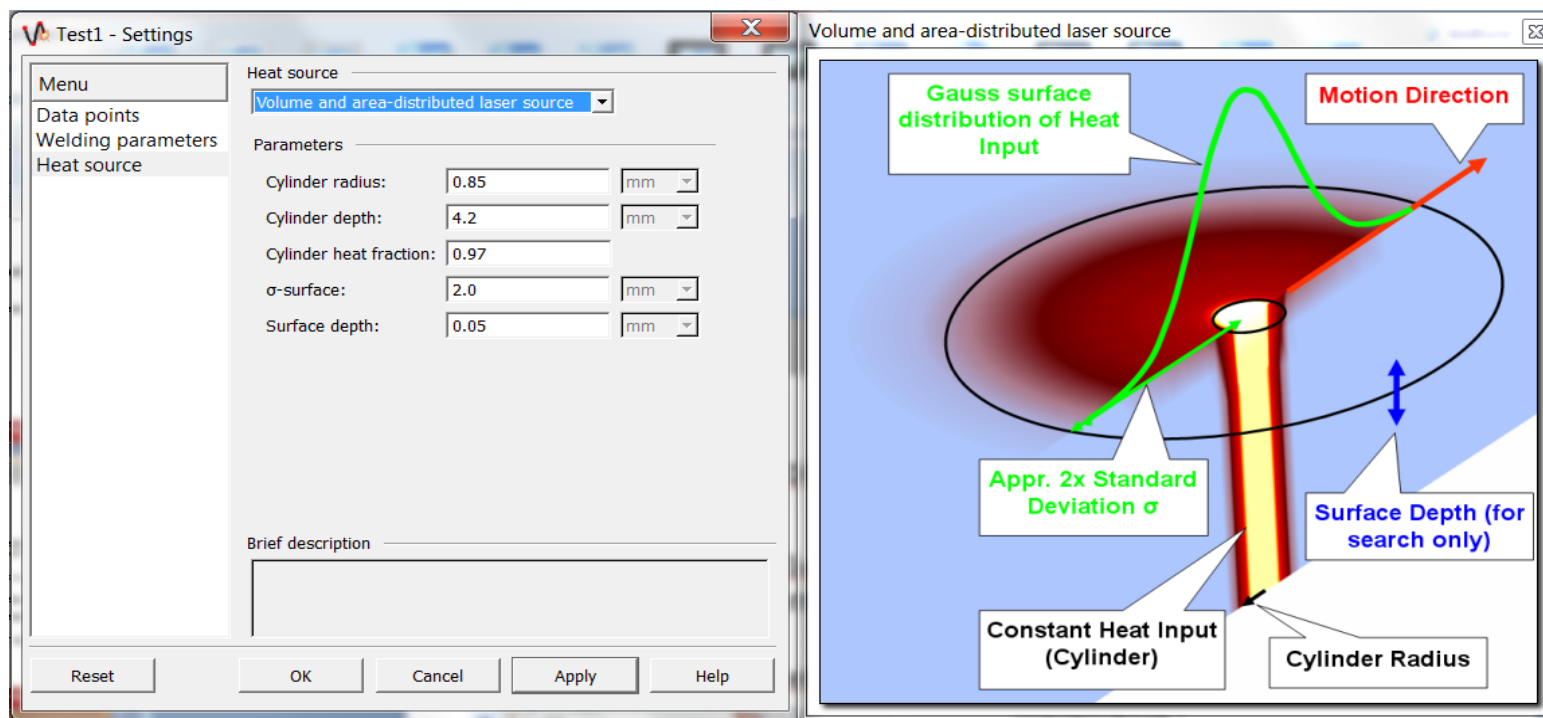 Test1 - Settings
Menu
Data points
Welding parameters
Heat source
Heat source
Volume and area-distributed laser source
Parameters
Cylinder radius: 0.85 mm
Cylinder depth: 4.2 mm
Cylinder heat fraction: 0.97
σ-surface: 2.0 mm
Surface depth: 0.05 mm
Brief description
Reset OK Cancel Apply Help
Volume and area-distributed laser source
Gauss surface
distribution of Heat
Input
Motion Direction
Appr. 2x Standard
Deviation σ
Surface Depth (for
search only)
Constant Heat Input
(Cylinder)
Cylinder Radius